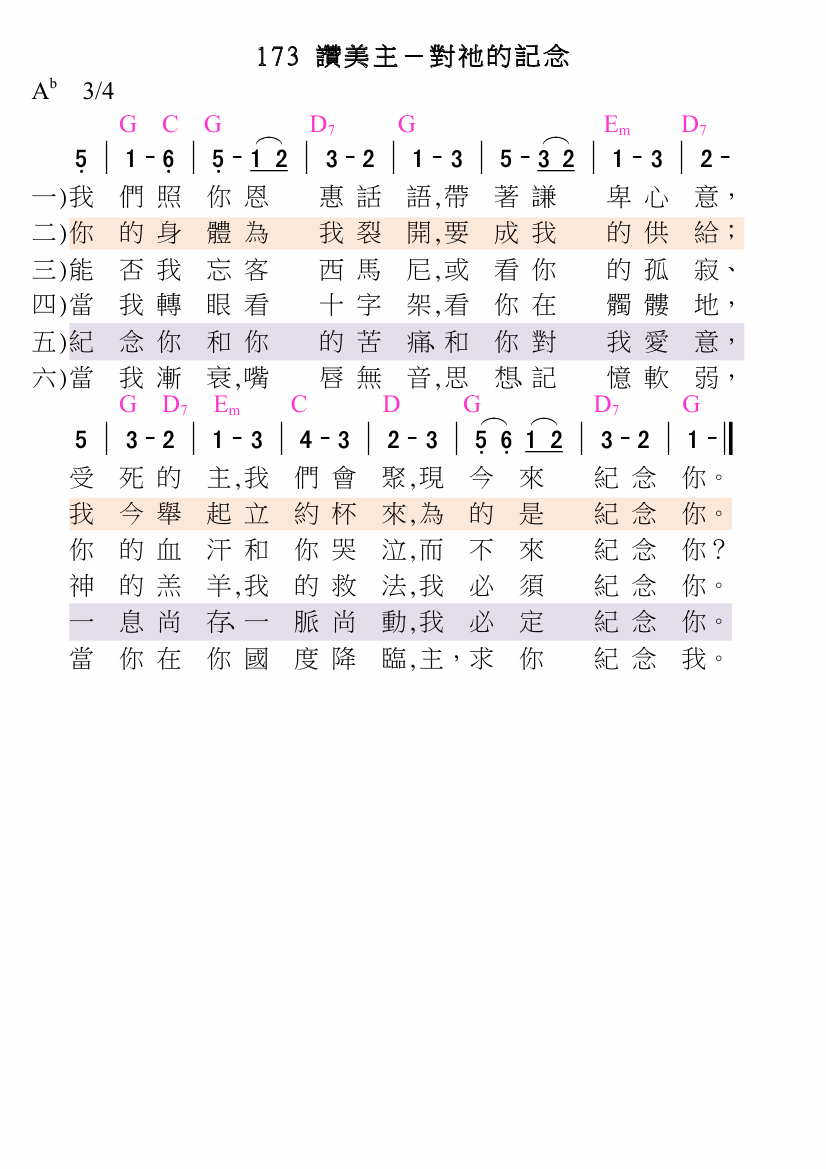 173 讚美主－對祂的記念
Aᵇ 3/4
G C G D7 G Em D7
5̣ | 1 - 6̣ | 5̣ - 1 2 | 3 - 2 | 1 - 3 | 5 - 3 2 | 1 - 3 | 2 -
一)我 們 照 你 恩 惠 話 語,帶 著 謙 卑 心 意，
二)你 的 身 體 為 我 裂 開,要 成 我 的 供 給；
三)能 否 我 忘 客 西 馬 尼,或 看 你 的 孤 寂、
四)當 我 轉 眼 看 十 字 架,看 你 在 髑 髏 地，
五)紀 念 你 和 你 的 苦 痛、和 你 對 我 愛 意，
六)當 我 漸 衰,嘴 唇 無 音,思 想、記 憶 軟 弱，
G D7 Em C D G D7 G
5 | 3 - 2 | 1 - 3 | 4 - 3 | 2 - 3 | 5̣ 6̣ 1 2 | 3 - 2 | 1 - ‖
受 死 的 主,我 們 會 聚,現 今 來 紀 念 你。
我 今 舉 起 立 約 杯 來,為 的 是 紀 念 你。
你 的 血 汗 和 你 哭 泣,而 不 來 紀 念 你？
神 的 羔 羊,我 的 救 法,我 必 須 紀 念 你。
一 息 尚 存、一 脈 尚 動,我 必 定 紀 念 你。
當 你 在 你 國 度 降 臨,主，求 你 紀 念 我。